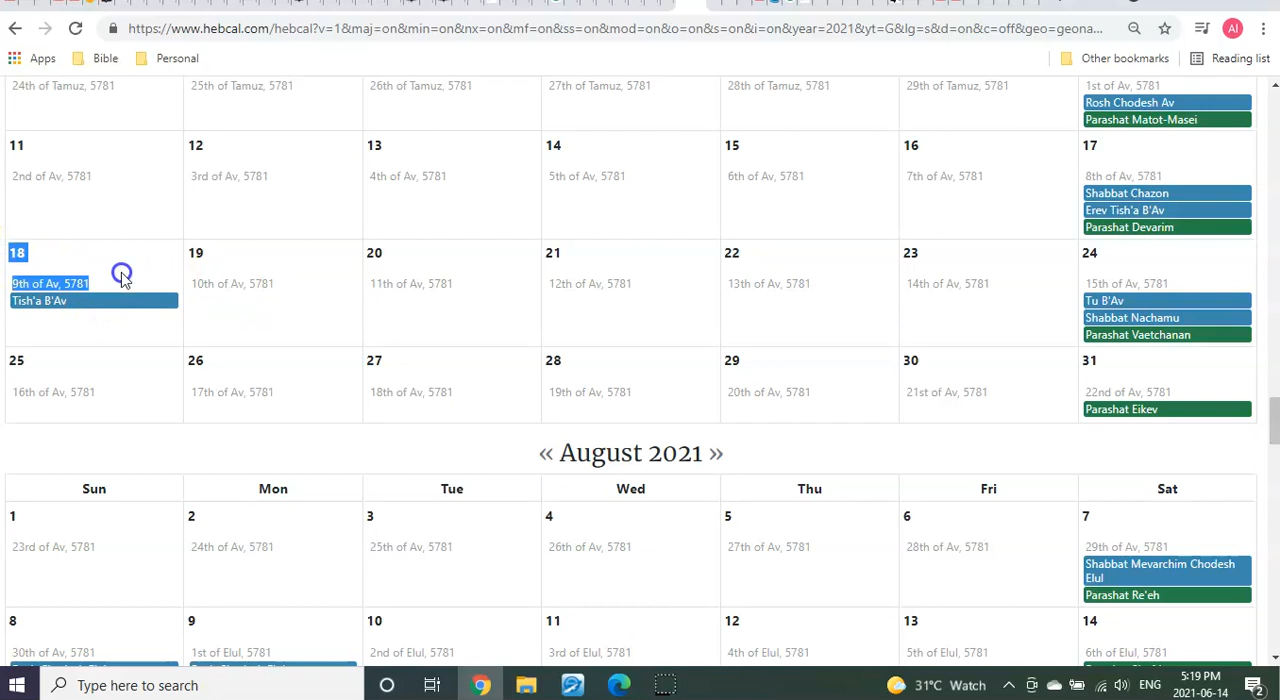 https://www.hebcal.com/hebcal?v=1&maj=on&min=on&nx=on&mf=on&ss=on&mod=on&o=on&s=on&i=on&year=2021&yt=G&lg=s&d=on&c=off&geo=geona...
AI
Apps Bible Personal Other bookmarks Reading list
24th of Tamuz, 5781 25th of Tamuz, 5781 26th of Tamuz, 5781 27th of Tamuz, 5781 28th of Tamuz, 5781 29th of Tamuz, 5781 1st of Av, 5781
Rosh Chodesh Av
Parashat Matot-Masei
11 12 13 14 15 16 17
2nd of Av, 5781 3rd of Av, 5781 4th of Av, 5781 5th of Av, 5781 6th of Av, 5781 7th of Av, 5781 8th of Av, 5781
Shabbat Chazon
Erev Tish'a B'Av
Parashat Devarim
18 19 20 21 22 23 24
9th of Av, 5781 10th of Av, 5781 11th of Av, 5781 12th of Av, 5781 13th of Av, 5781 14th of Av, 5781 15th of Av, 5781
Tish'a B'Av Tu B'Av
Shabbat Nachamu
Parashat Vaetchanan
25 26 27 28 29 30 31
16th of Av, 5781 17th of Av, 5781 18th of Av, 5781 19th of Av, 5781 20th of Av, 5781 21st of Av, 5781 22nd of Av, 5781
Parashat Eikev
« August 2021 »
Sun Mon Tue Wed Thu Fri Sat
1 2 3 4 5 6 7
23rd of Av, 5781 24th of Av, 5781 25th of Av, 5781 26th of Av, 5781 27th of Av, 5781 28th of Av, 5781 29th of Av, 5781
Shabbat Mevarchim Chodesh
Elul
Parashat Re'eh
8 9 10 11 12 13 14
30th of Av, 5781 1st of Elul, 5781 2nd of Elul, 5781 3rd of Elul, 5781 4th of Elul, 5781 5th of Elul, 5781 6th of Elul, 5781
Type here to search 31°C Watch ENG 5:19 PM
2021-06-14
2